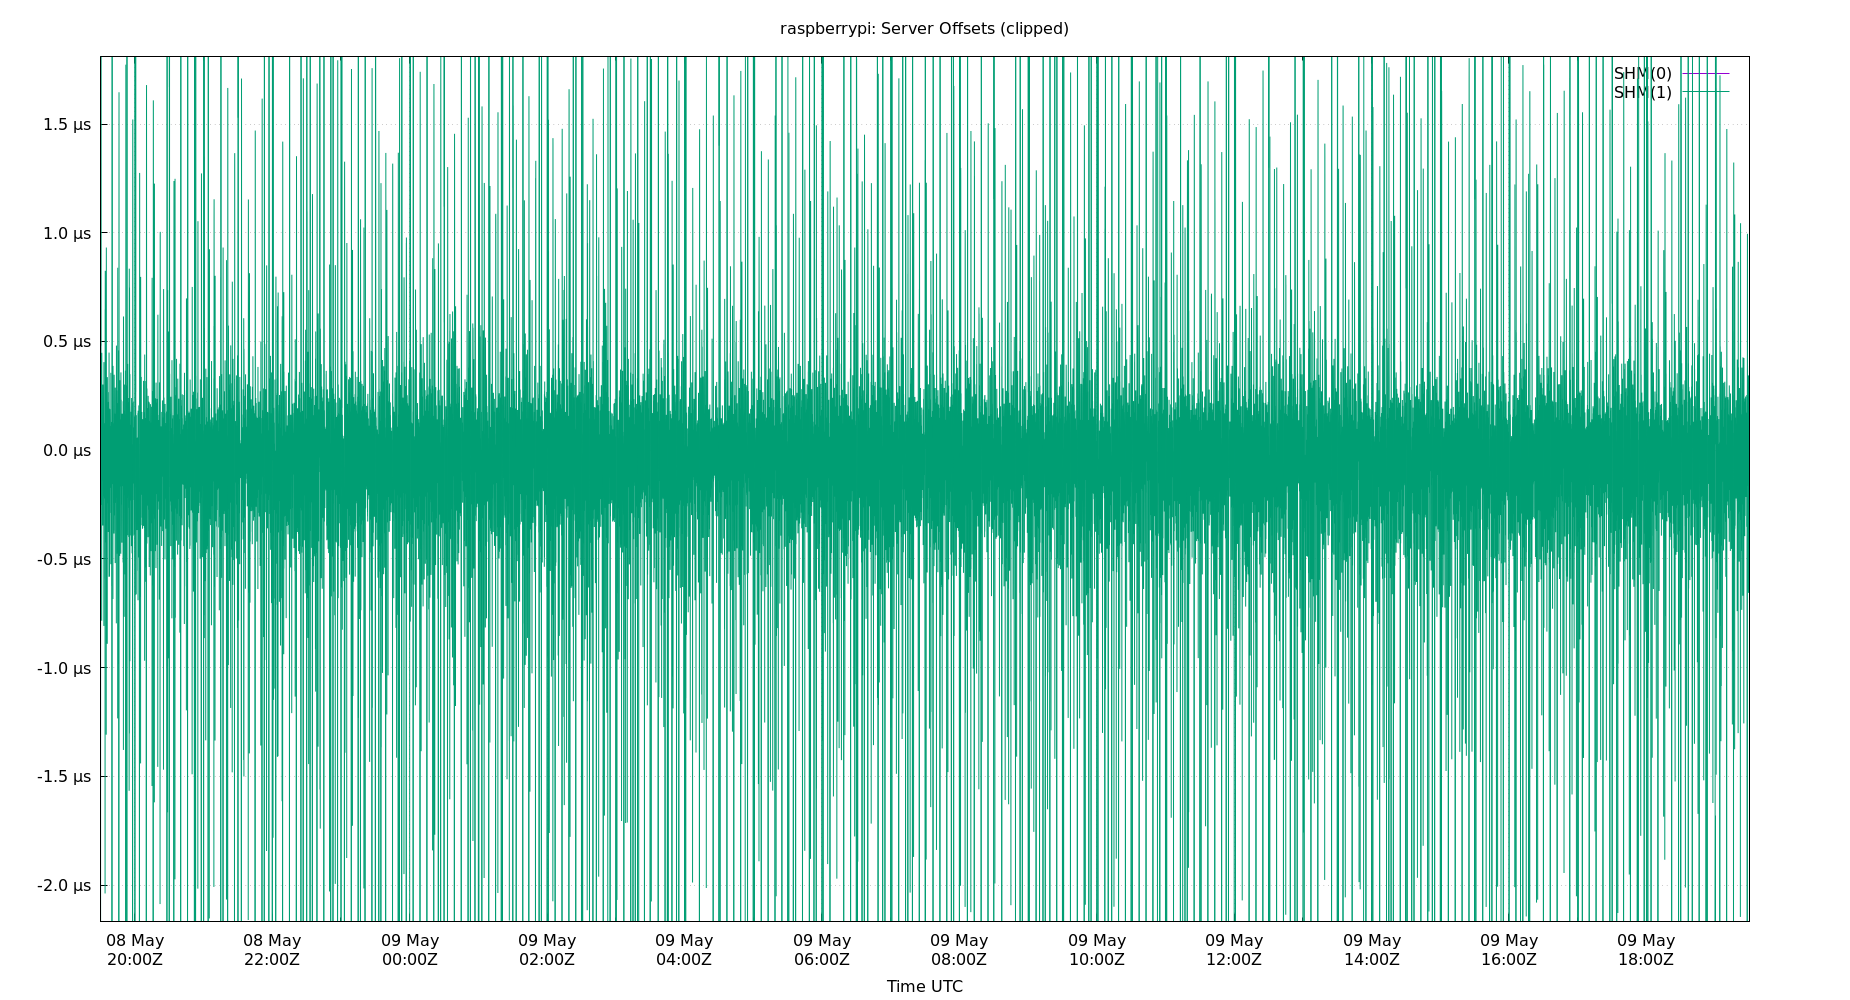 raspberrypi: Server Offsets (clipped)
SHM(0)
SHM(1)
1.5 µs
1.0 µs
0.5 µs
0.0 µs
-0.5 µs
-1.0 µs
-1.5 µs
-2.0 µs
08 May 08 May 09 May 09 May 09 May 09 May 09 May 09 May 09 May 09 May 09 May 09 May
20:00Z 22:00Z 00:00Z 02:00Z 04:00Z 06:00Z 08:00Z 10:00Z 12:00Z 14:00Z 16:00Z 18:00Z
Time UTC